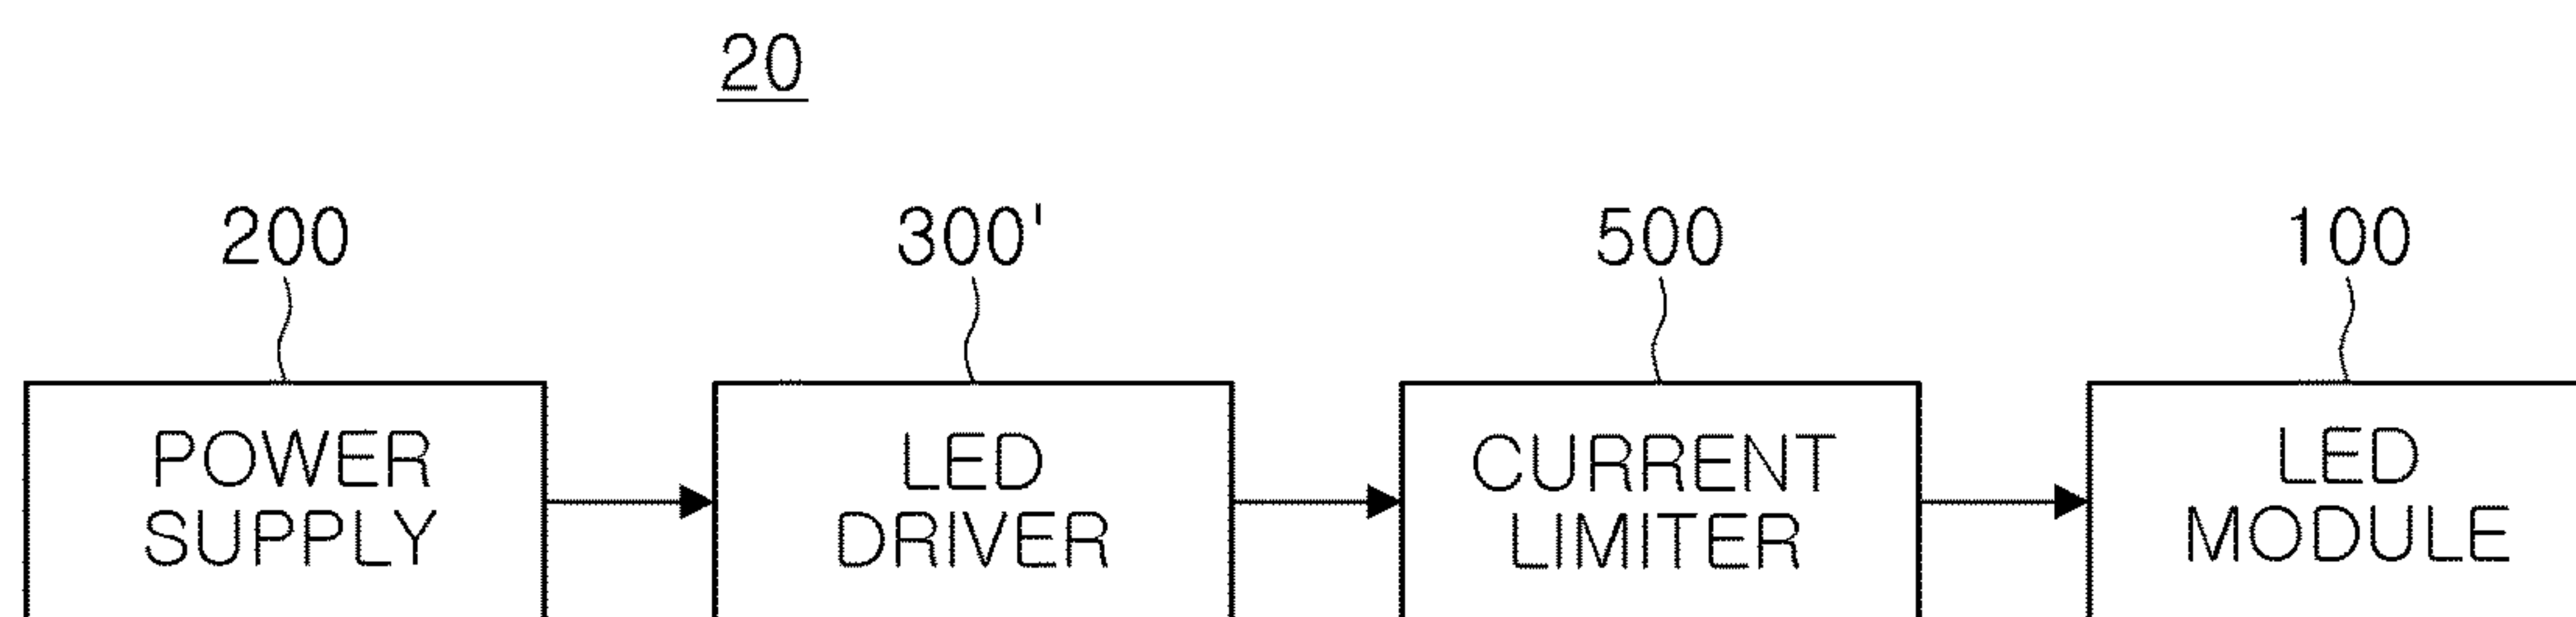 20
200
300'
500
100
POWER
SUPPLY
LED
DRIVER
CURRENT
LIMITER
LED
MODULE